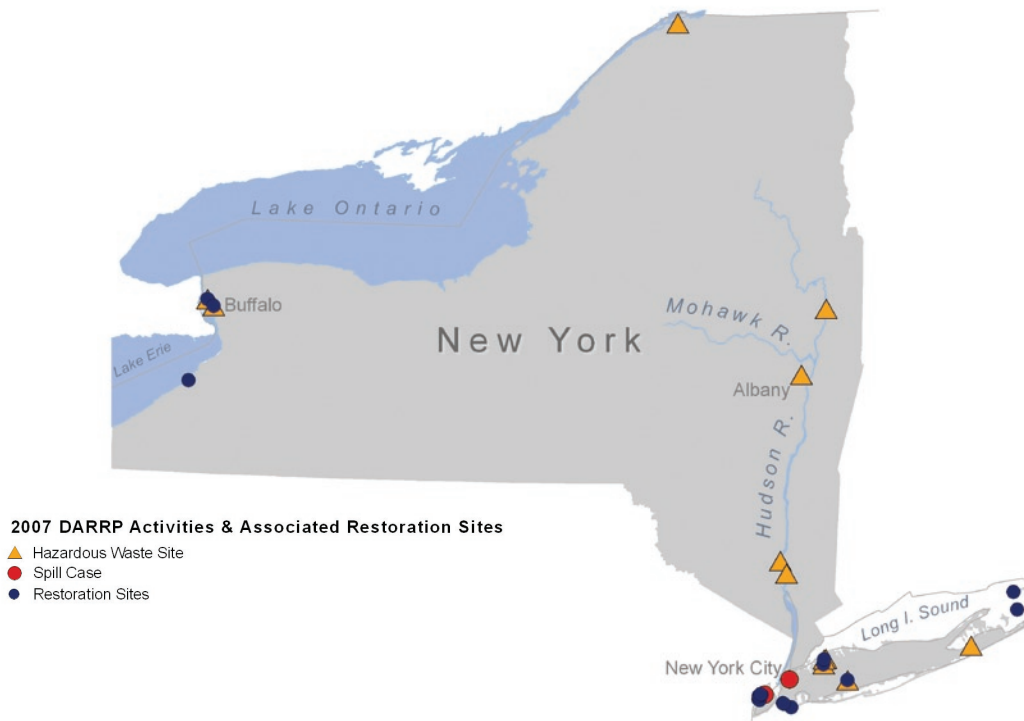 Lake Ontario
Buffalo
Mohawk R.
New York
Lake Erie
Albany
Hudson R.
2007 DARRP Activities & Associated Restoration Sites
Hazardous Waste Site
Spill Case
Restoration Sites
Long I. Sound
New York City